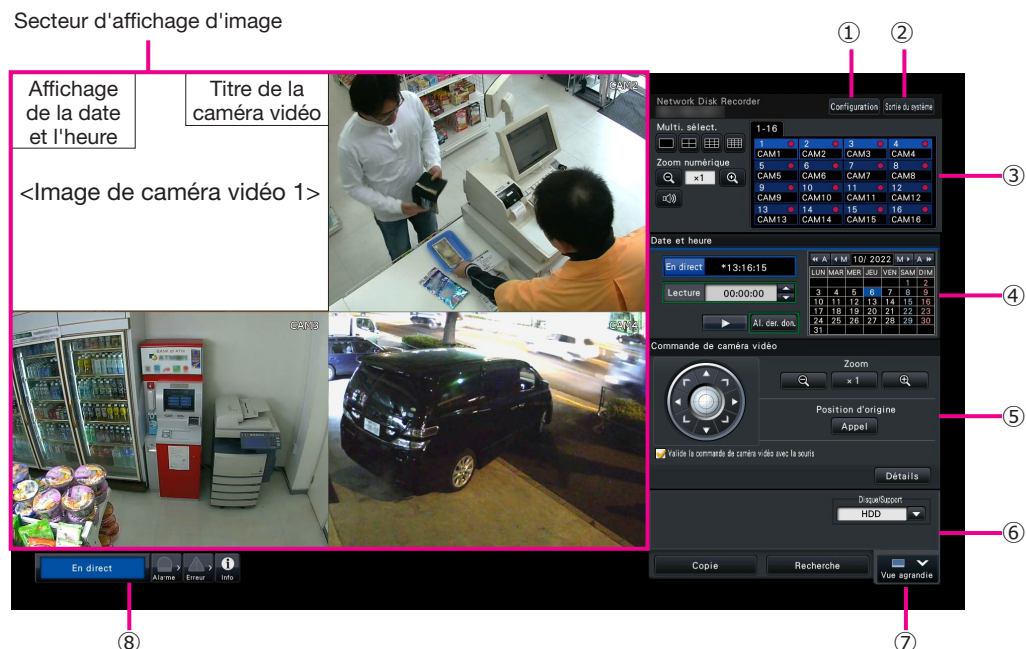 Secteur d'affichage d'image
① ②
Affichage
de la date
et l'heure
Titre de la
caméra vidéo
<Image de caméra vidéo 1>
CAM2
CAM3
CAM4
BANK @ ATM
Network Disk Recorder
Configuration Sortie du système
Multi. sélect.
1-16
1 2 3 4
CAM1 CAM2 CAM3 CAM4
5 6 7 8
CAM5 CAM6 CAM7 CAM8
9 10 11 12
CAM9 CAM10 CAM11 CAM12
13 14 15 16
CAM13 CAM14 CAM15 CAM16
Zoom numérique
×1
③
Date et heure
En direct *13:16:15
Lecture 00:00:00
Al. der. don.
A M 10/ 2022 M A
LUN MAR MER JEU VEN SAM DIM
1 2
3 4 5 6 7 8 9
10 11 12 13 14 15 16
17 18 19 20 21 22 23
24 25 26 27 28 29 30
31
④
Commande de caméra vidéo
Zoom
×1
Position d'origine
Appel
Valide la commande de caméra vidéo avec la souris
Détails
⑤
Disque/Support
HDD
⑥
Copie Recherche
Vue agrandie
En direct
Alarme Erreur Info
⑧ ⑦